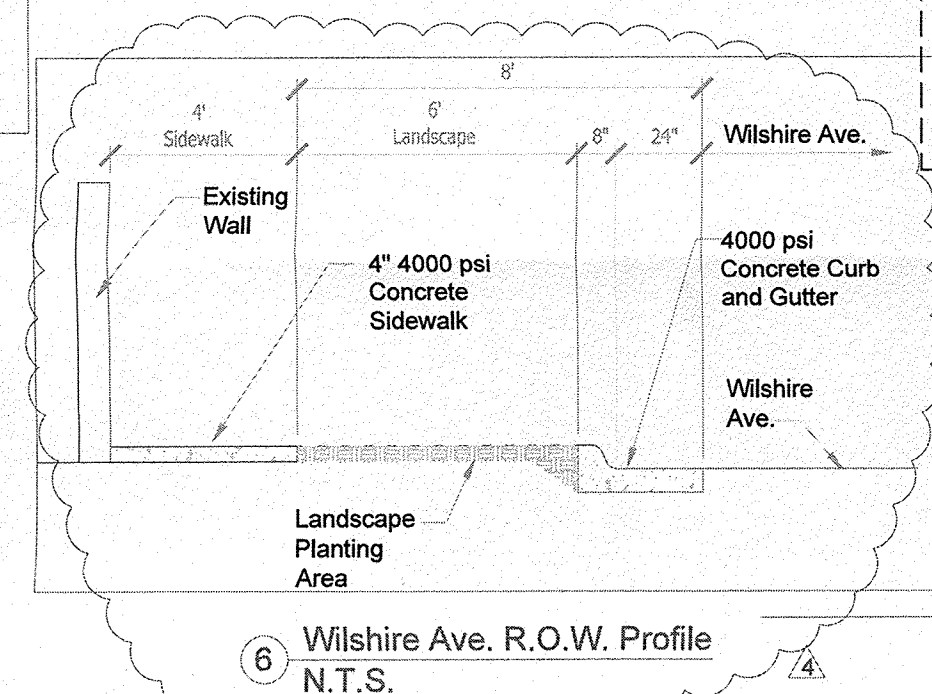 8'
4'
Sidewalk
6'
Landscape
8"
24"
Wilshire Ave.
Existing
Wall
4" 4000 psi
Concrete
Sidewalk
4000 psi
Concrete Curb
and Gutter
Wilshire
Ave.
Landscape
Planting
Area
6
Wilshire Ave. R.O.W. Profile
N.T.S.
4